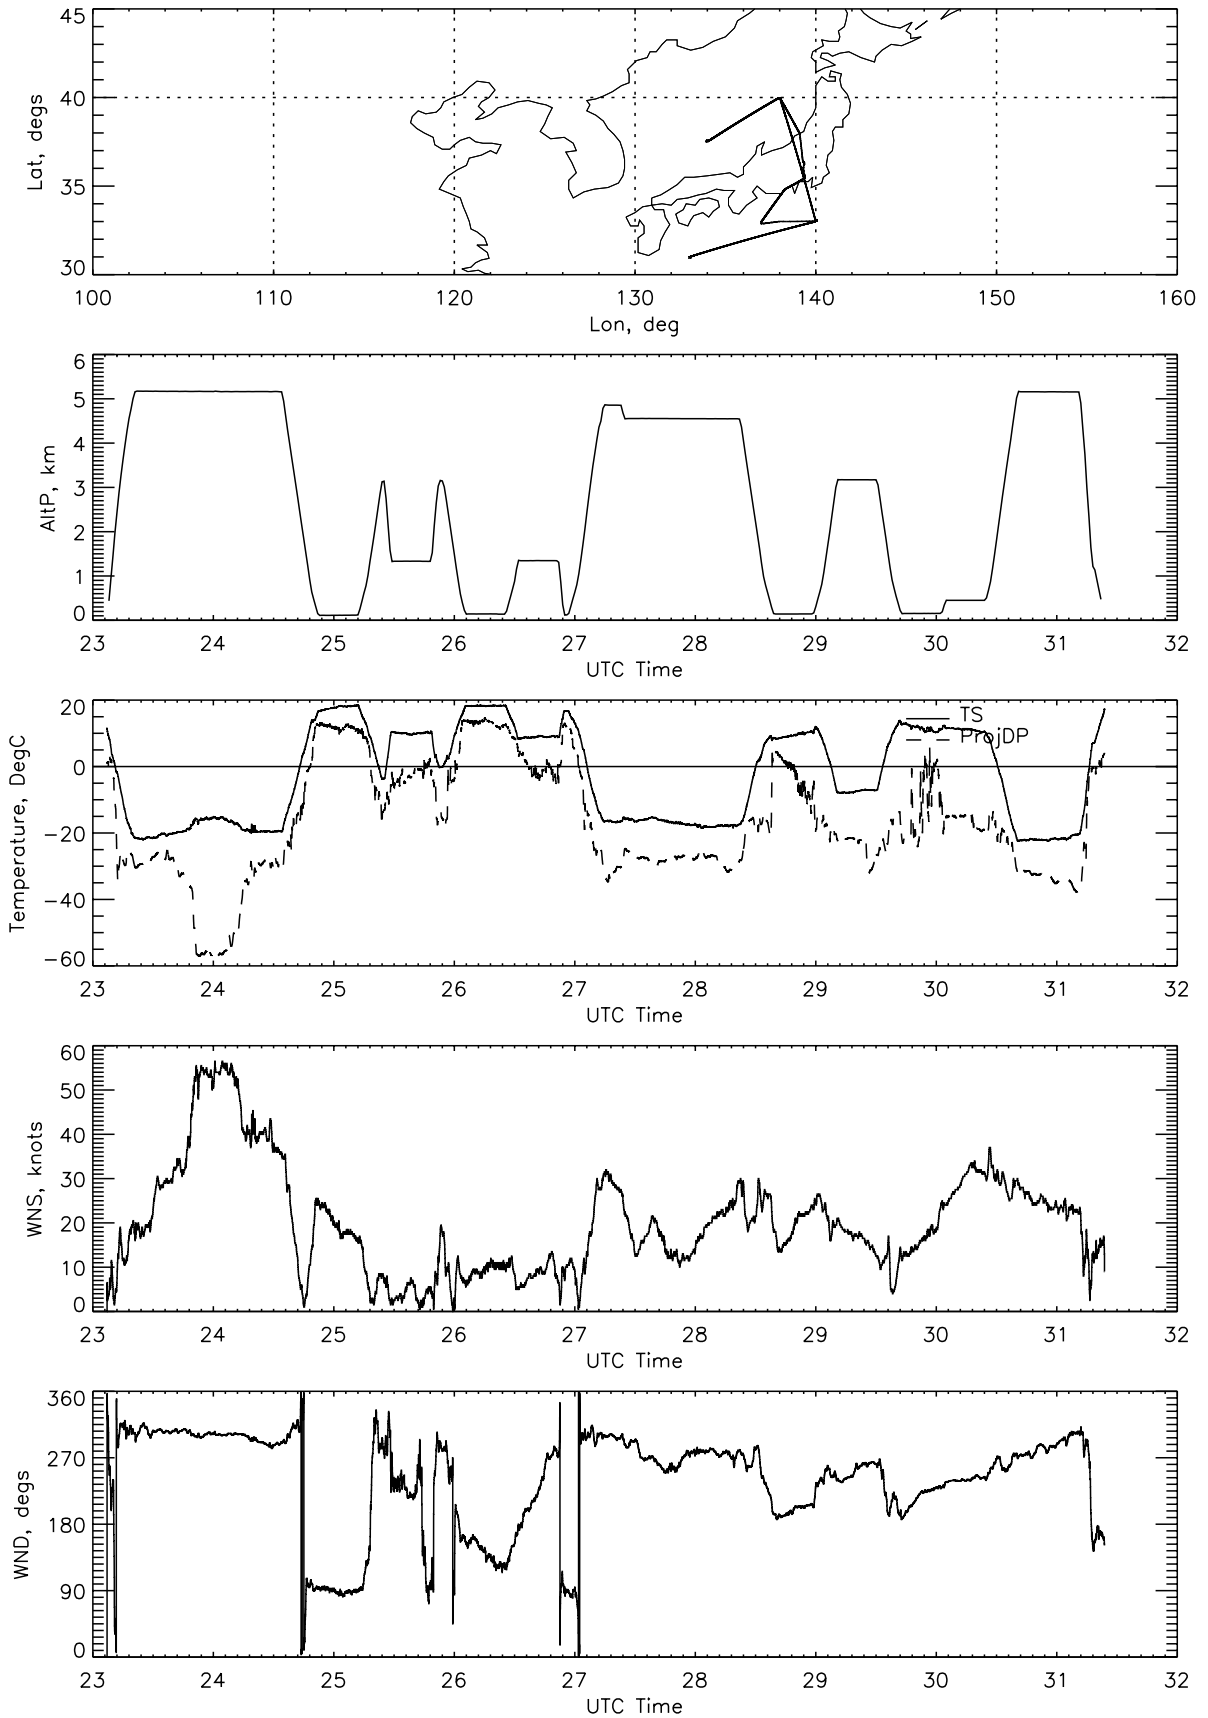 45
40
35
30
Lat, degs
100 110 120 130 140 150 160
Lon, deg
6
5
4
3
2
1
0
AltP, km
23 24 25 26 27 28 29 30 31 32
UTC Time
20
0
-20
-40
-60
Temperature, DegC
TS
ProjDP
23 24 25 26 27 28 29 30 31 32
UTC Time
60
50
40
30
20
10
0
WNS, knots
23 24 25 26 27 28 29 30 31 32
UTC Time
360
270
180
90
0
WND, degs
23 24 25 26 27 28 29 30 31 32
UTC Time